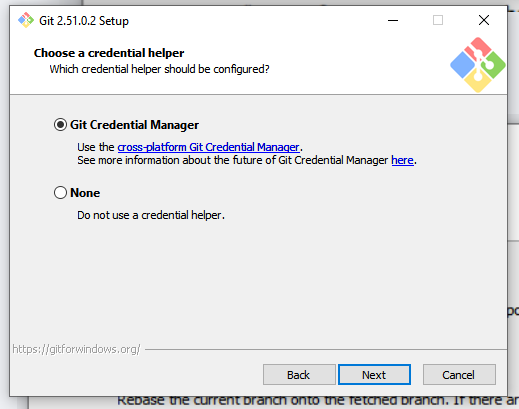 Git 2.51.0.2 Setup
Choose a credential helper
Which credential helper should be configured?
Git Credential Manager
Use the cross-platform Git Credential Manager.
See more information about the future of Git Credential Manager here.
None
Do not use a credential helper.
https://gitforwindows.org/
Back Next Cancel
Rebase the current branch onto the fetched branch. If there